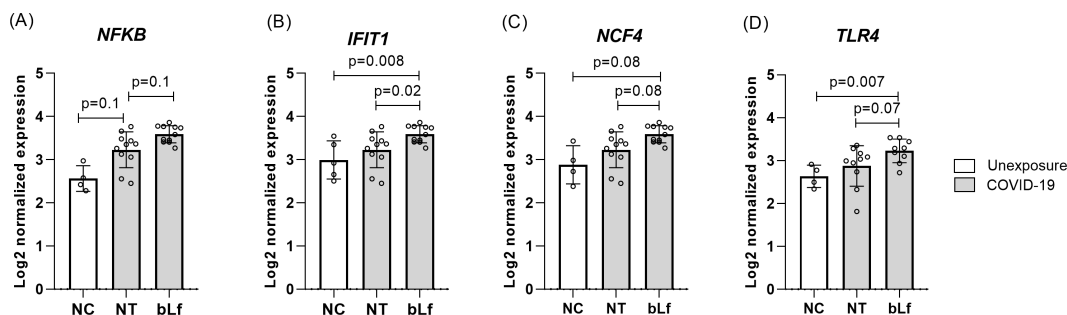 (A)
NFKB
p=0.1
p=0.1
Log2 normalized expression
5
4
3
2
1
0
NC NT bLf
(B)
IFIT1
p=0.008
p=0.02
Log2 normalized expression
5
4
3
2
1
0
NC NT bLf
(C)
NCF4
p=0.08
p=0.08
Log2 normalized expression
5
4
3
2
1
0
NC NT bLf
(D)
TLR4
p=0.007
p=0.07
Log2 normalized expression
5
4
3
2
1
0
NC NT bLf
Unexposure
COVID-19